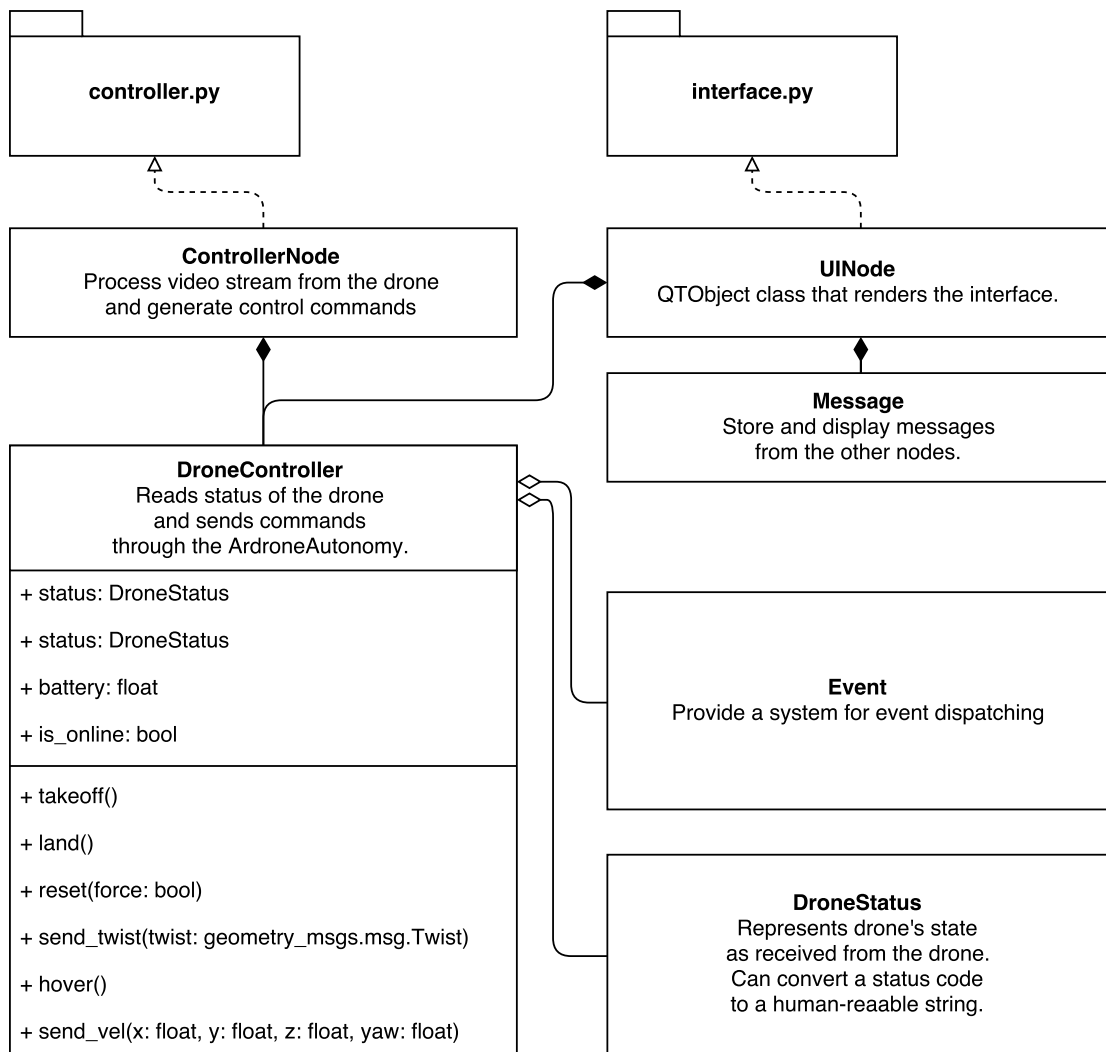 controller.py
interface.py
ControllerNode
Process video stream from the drone
and generate control commands
UINode
QTObject class that renders the interface.
Message
Store and display messages
from the other nodes.
DroneController
Reads status of the drone
and sends commands
through the ArdroneAutonomy.
+ status: DroneStatus
+ status: DroneStatus
+ battery: float
+ is_online: bool
+ takeoff()
+ land()
+ reset(force: bool)
+ send_twist(twist: geometry_msgs.msg.Twist)
+ hover()
+ send_vel(x: float, y: float, z: float, yaw: float)
Event
Provide a system for event dispatching
DroneStatus
Represents drone's state
as received from the drone.
Can convert a status code
to a human-reaable string.